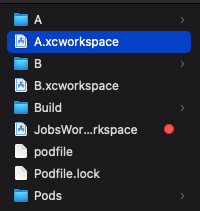 A
A.xcworkspace
B
B.xcworkspace
Build
JobsWor...rkspace
podfile
Podfile.lock
Pods